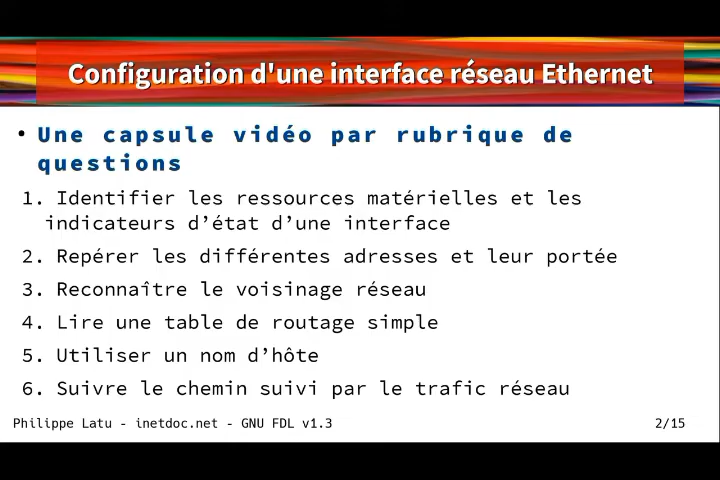 Configuration d'une interface réseau Ethernet
• Une capsule vidéo par rubrique de
questions
1. Identifier les ressources matérielles et les
indicateurs d’état d’une interface
2. Repérer les différentes adresses et leur portée
3. Reconnaître le voisinage réseau
4. Lire une table de routage simple
5. Utiliser un nom d’hôte
6. Suivre le chemin suivi par le trafic réseau
Philippe Latu - inetdoc.net - GNU FDL v1.3 2/15